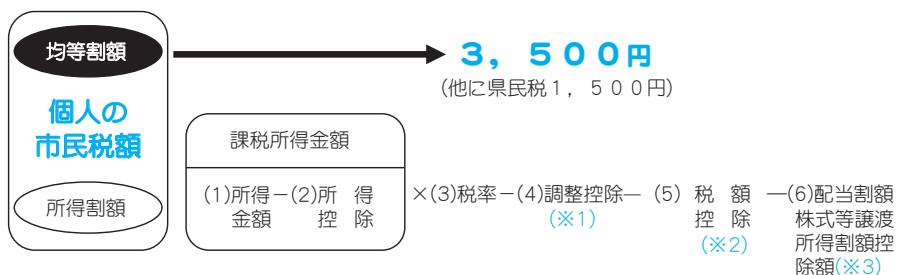 均等割額
3，500円
(他に県民税1，500円)
個人の
市民税額
課税所得金額
所得割額
(1)所得－(2)所　得　×(3)税率－(4)調整控除―　(5)　税　額　―(6)配当割額
金額　控　除　(※1)　控　除　株式等譲渡
(※2)　所得割額控
除額(※3)